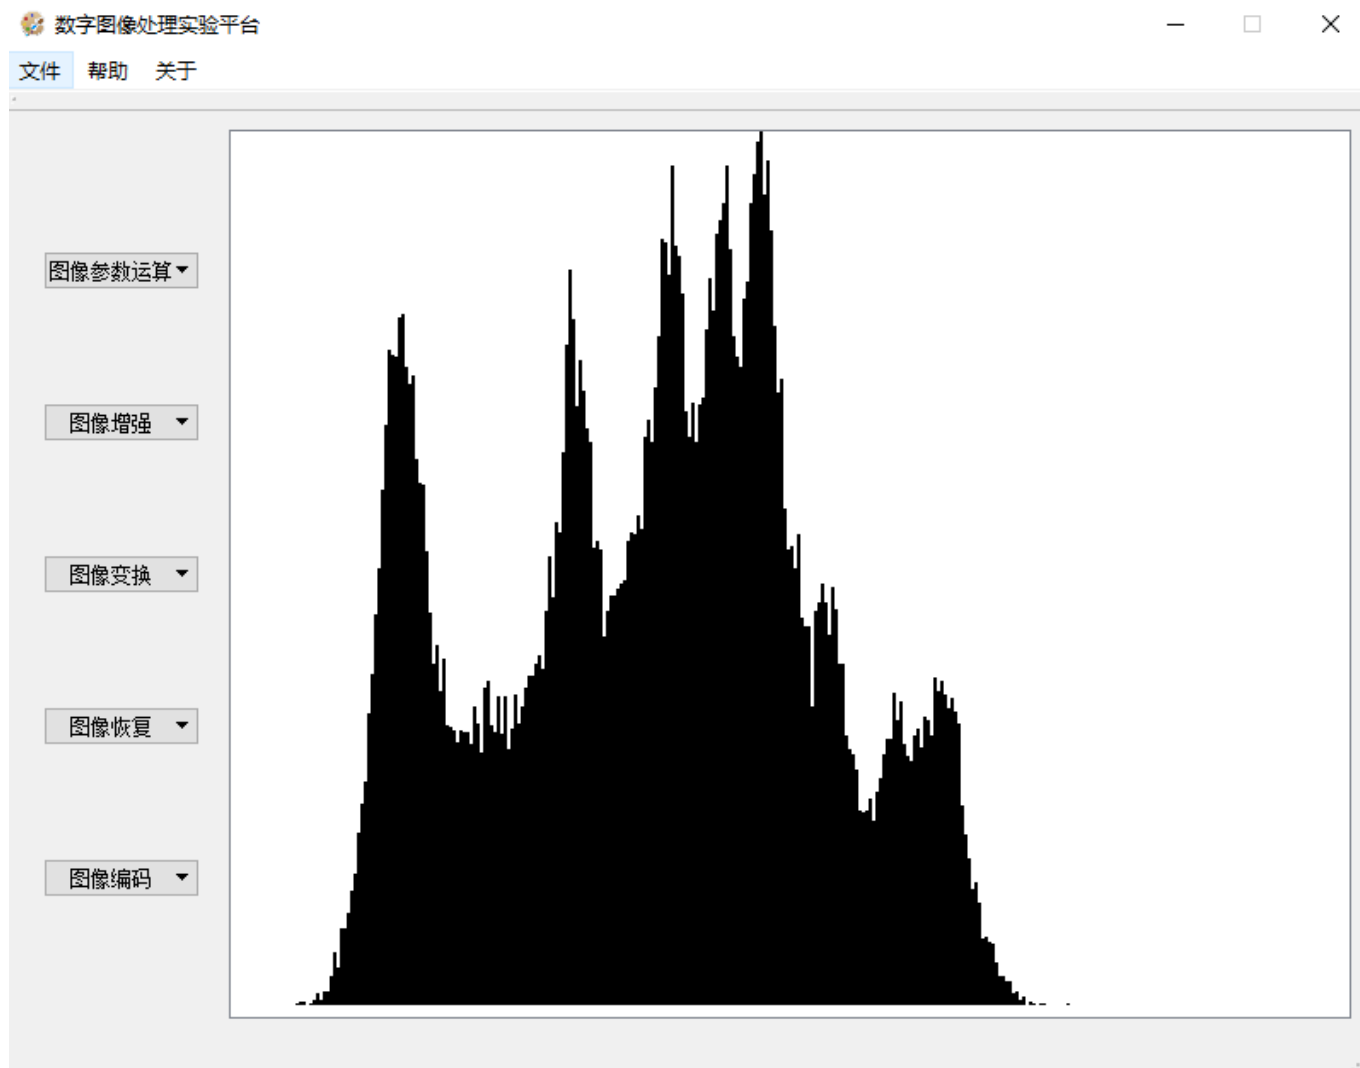 数字图像处理实验平台
文件 帮助 关于
图像参数运算
图像增强
图像变换
图像恢复
图像编码